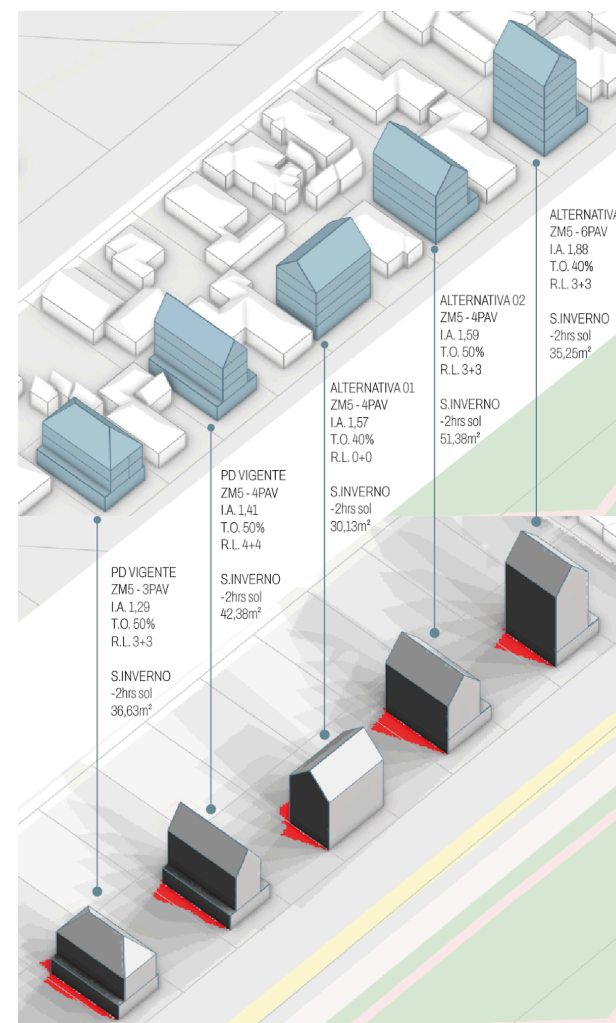 ALTERNATIVA
ZM5 - 6PAV
I.A. 1,88
T.O. 40%
R.L. 3+3
S.INVERNO
-2hrs sol
35,25m²
ALTERNATIVA 02
ZM5 - 4PAV
I.A. 1,59
T.O. 50%
R.L. 3+3
S.INVERNO
-2hrs sol
51,38m²
ALTERNATIVA 01
ZM5 - 4PAV
I.A. 1,57
T.O. 40%
R.L. 0+0
S.INVERNO
-2hrs sol
30,13m²
PD VIGENTE
ZM5 - 4PAV
I.A. 1,41
T.O. 50%
R.L. 4+4
S.INVERNO
-2hrs sol
42,38m²
PD VIGENTE
ZM5 - 3PAV
I.A. 1,29
T.O. 50%
R.L. 3+3
S.INVERNO
-2hrs sol
36,63m²